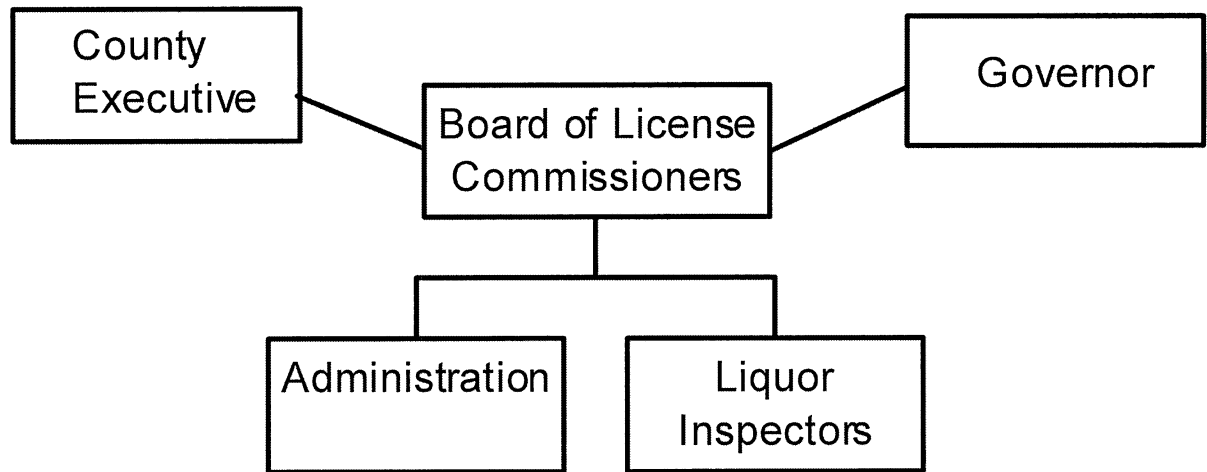 County
Executive
Board of License
Commissioners
Governor
Administration
Liquor
Inspectors